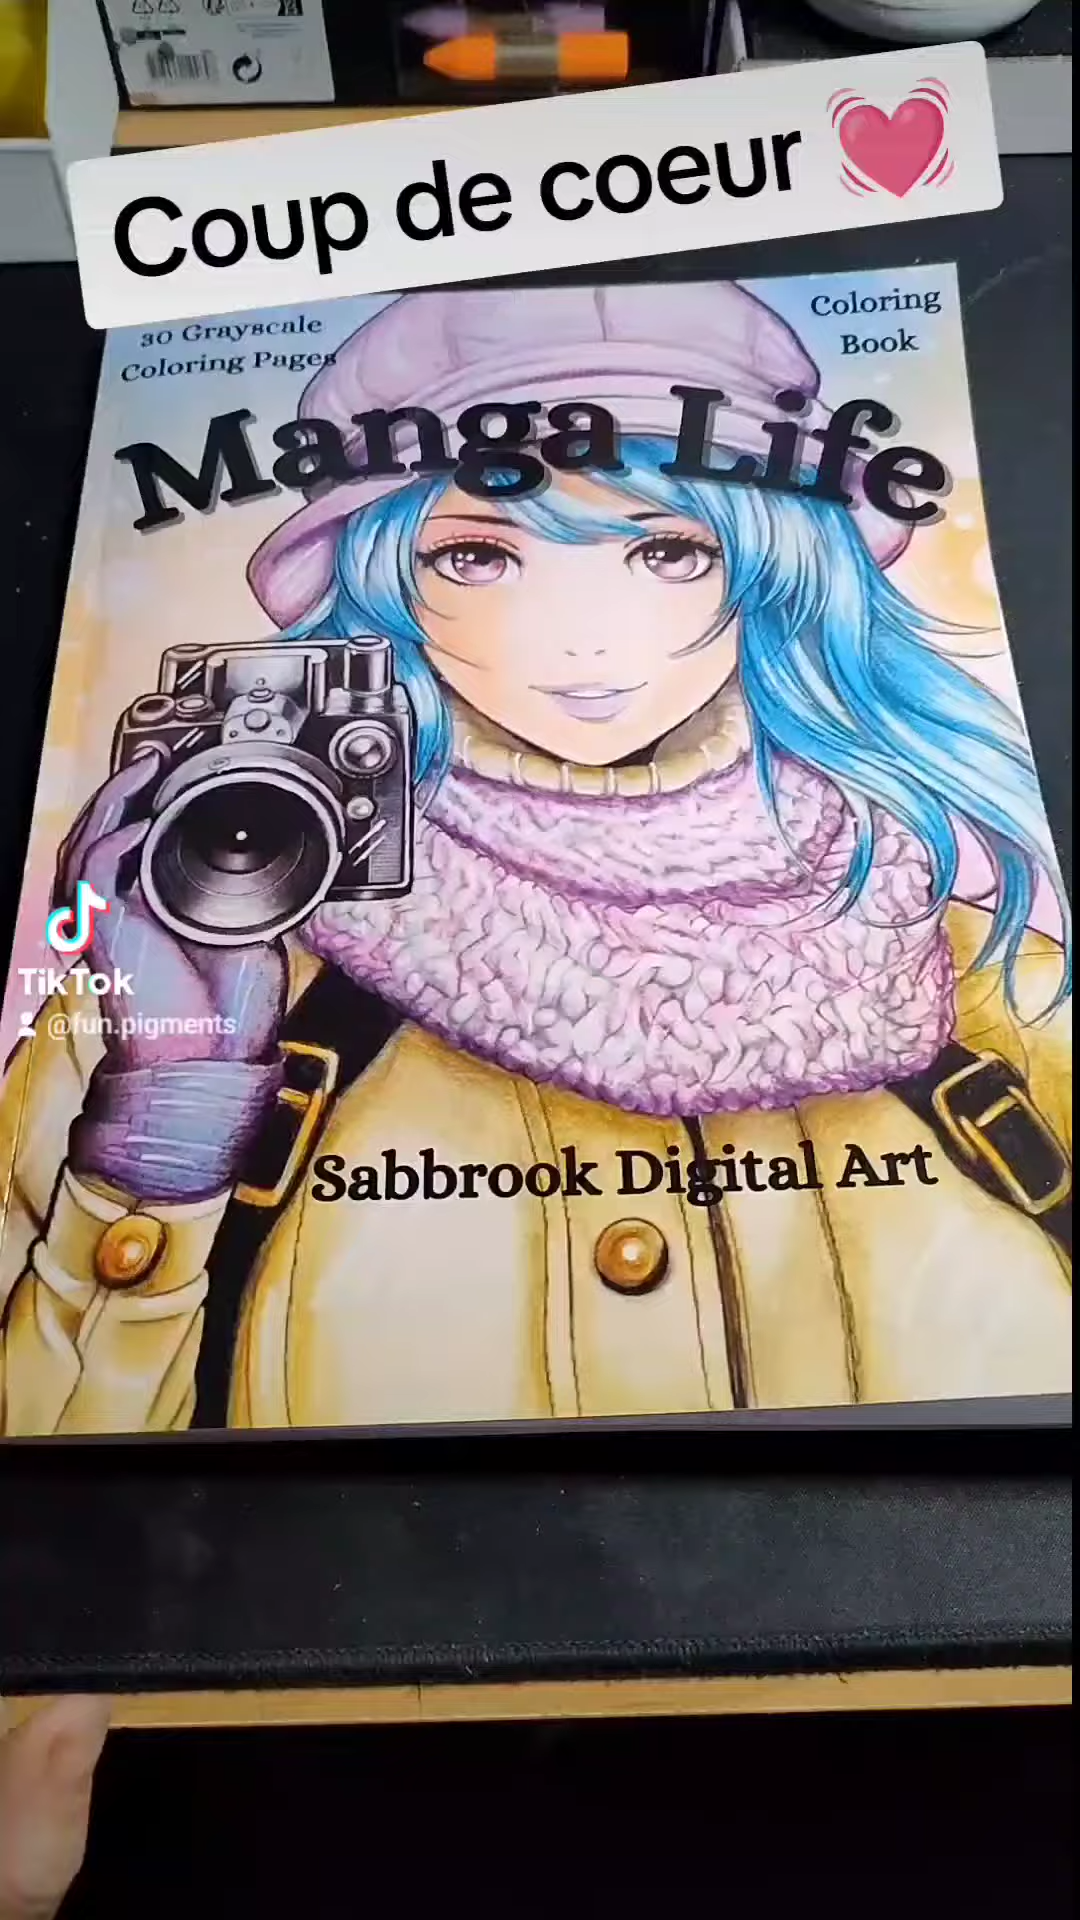 Coup de coeur 💓
30 Grayscale
Coloring Pages
Coloring
Book
Manga Life
TikTok
@fun.pigments
Sabbrook Digital Art